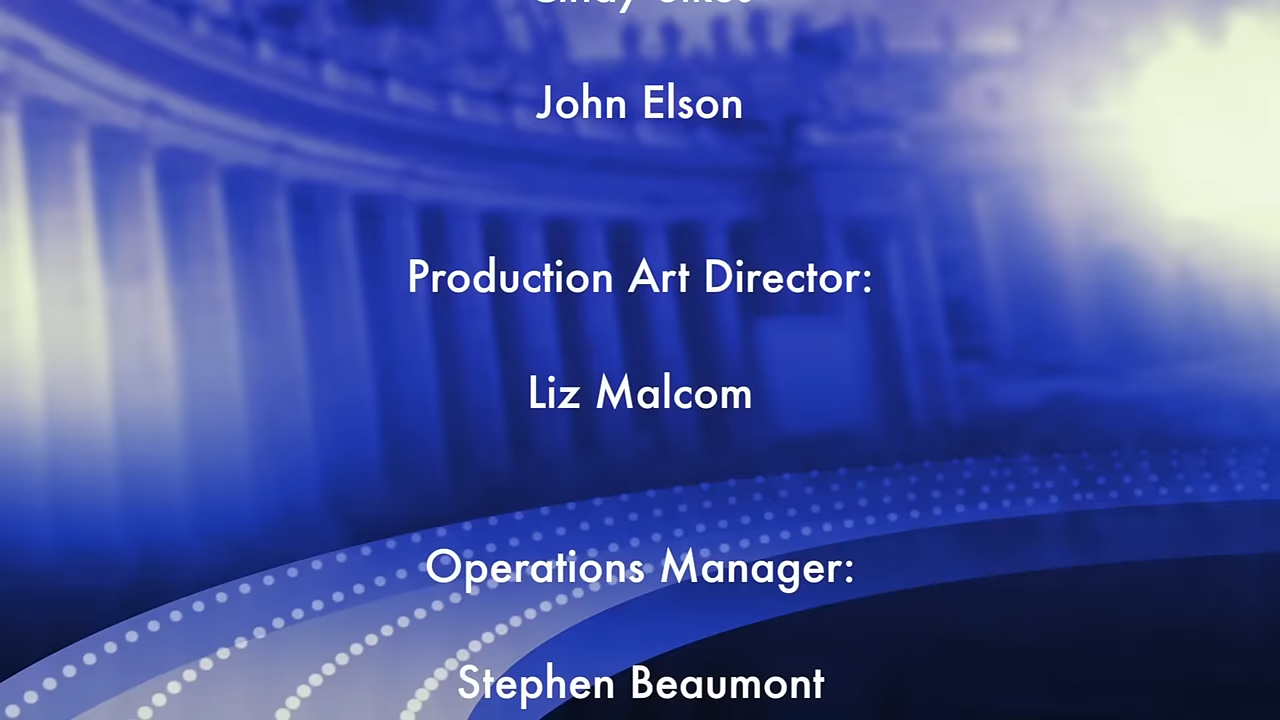 John Elson
Production Art Director:
Liz Malcom
Operations Manager:
Stephen Beaumont